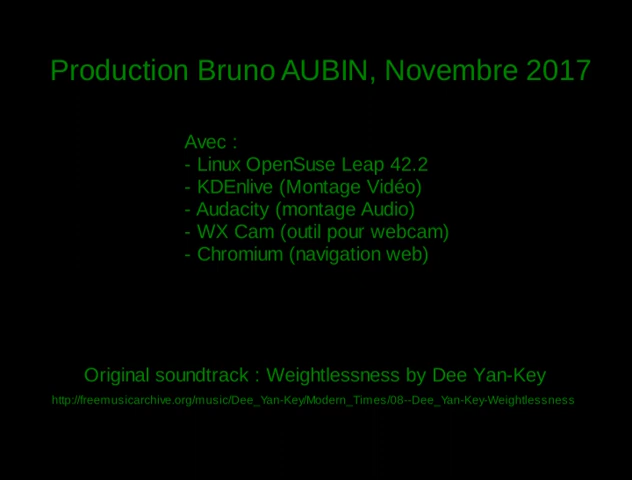 Production Bruno AUBIN, Novembre 2017
Avec :
- Linux OpenSuse Leap 42.2
- KDEnlive (Montage Vidéo)
- Audacity (montage Audio)
- WX Cam (outil pour webcam)
- Chromium (navigation web)
Original soundtrack : Weightlessness by Dee Yan-Key
http://freemusicarchive.org/music/Dee_Yan-Key/Modern_Times/08--Dee_Yan-Key-Weightlessness